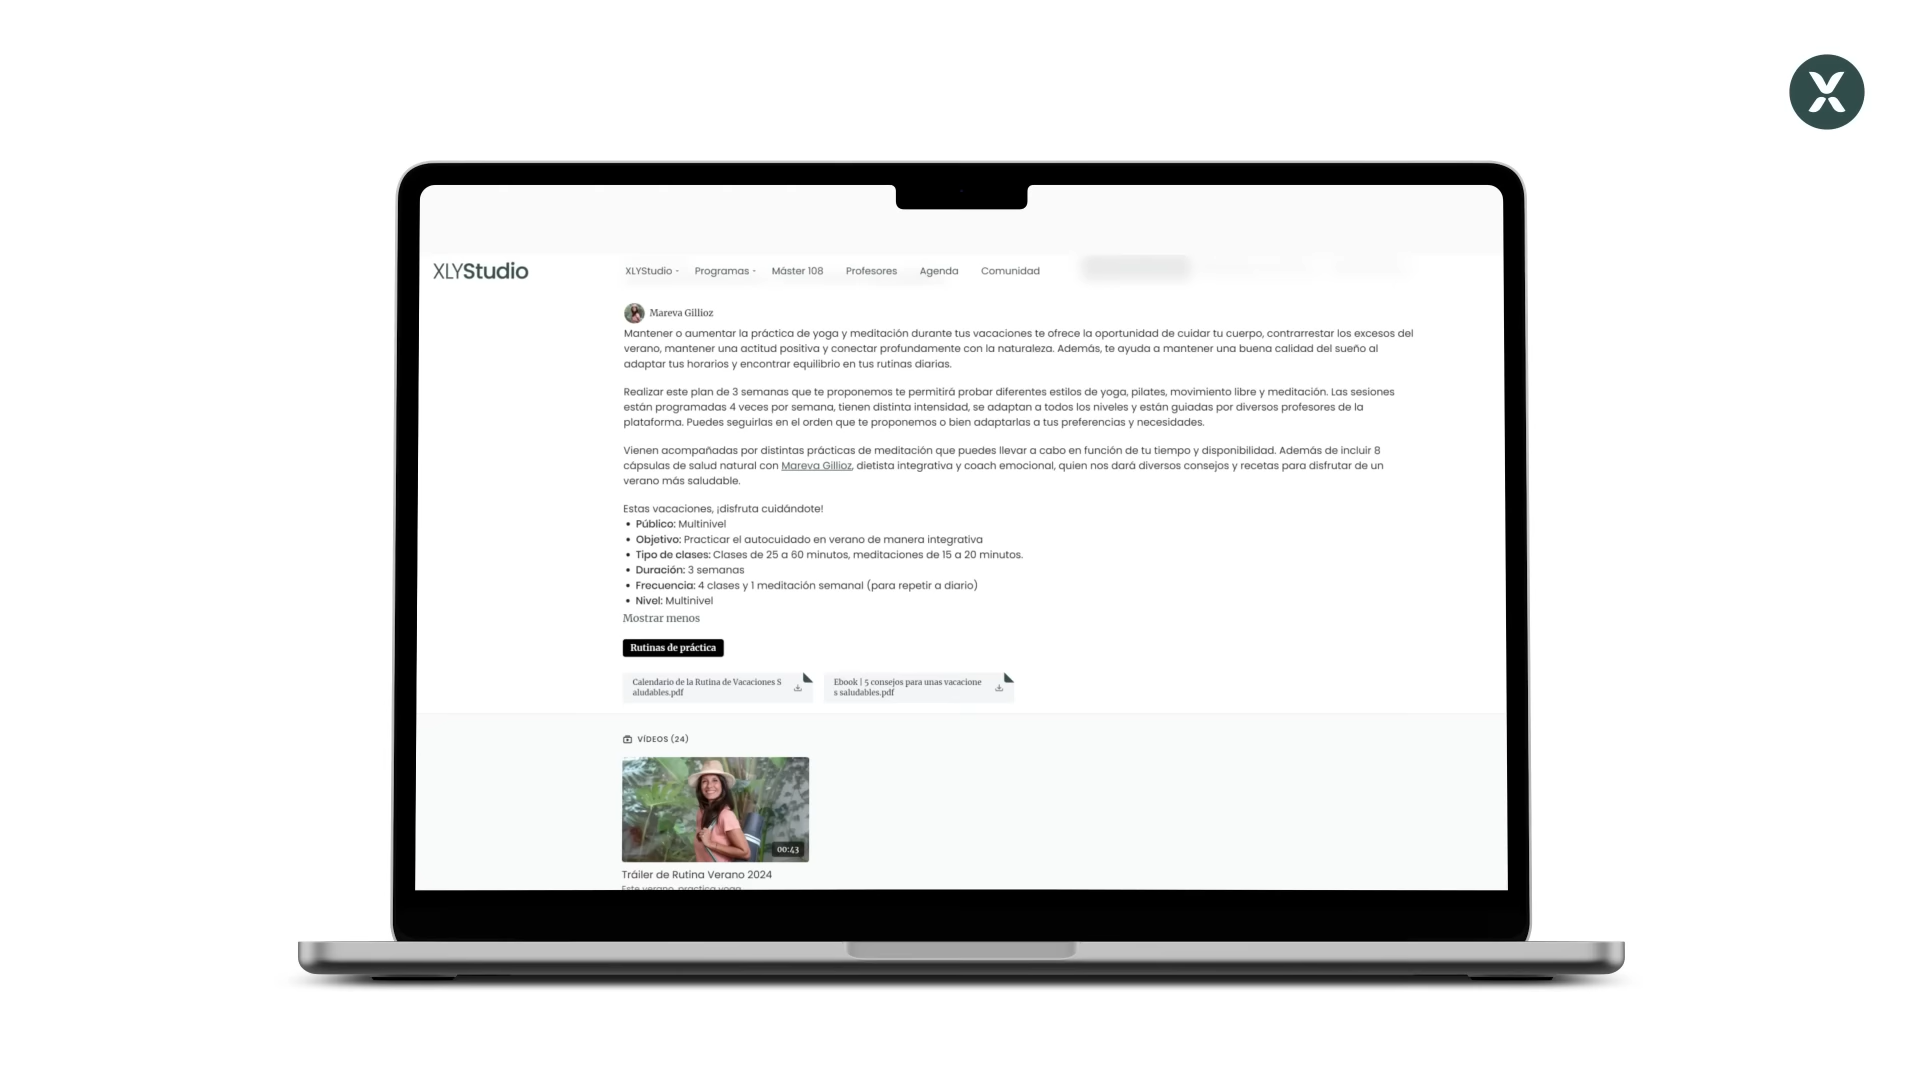 XLYStudio
XLYStudio
Programas
Máster 108
Profesores
Agenda
Comunidad
Mareva Gillioz
Mantener o aumentar la práctica de yoga y meditación durante tus vacaciones te ofrece la oportunidad de cuidar tu cuerpo, contrarrestar los excesos del
verano, mantener una actitud positiva y conectar profundamente con la naturaleza. Además, te ayuda a mantener una buena calidad del sueño al
adaptar tus horarios y encontrar equilibrio en tus rutinas diarias.
Realizar este plan de 3 semanas que te proponemos te permitirá probar diferentes estilos de yoga, pilates, movimiento libre y meditación. Las sesiones
están programadas 4 veces por semana, tienen distinta intensidad, se adaptan a todos los niveles y están guiadas por diversos profesores de la
plataforma. Puedes seguirlas en el orden que te proponemos o bien adaptarlas a tus preferencias y necesidades.
Vienen acompañadas por distintas prácticas de meditación que puedes llevar a cabo en función de tu tiempo y disponibilidad. Además de incluir 8
cápsulas de salud natural con Mareva Gillioz, dietista integrativa y coach emocional, quien nos dará diversos consejos y recetas para disfrutar de un
verano más saludable.
Estas vacaciones, ¡disfruta cuidándote!
• Público: Multinivel
• Objetivo: Practicar el autocuidado en verano de manera integrativa
• Tipo de clases: Clases de 25 a 60 minutos, meditaciones de 15 a 20 minutos.
• Duración: 3 semanas
• Frecuencia: 4 clases y 1 meditación semanal (para repetir a diario)
• Nivel: Multinivel
Mostrar menos
Rutinas de práctica
Calendario de la Rutina de Vacaciones S
aludables.pdf
Ebook | 5 consejos para unas vacacione
s saludables.pdf
VÍDEOS (24)
00:43
Tráiler de Rutina Verano 2024
Este verano, practica yoga